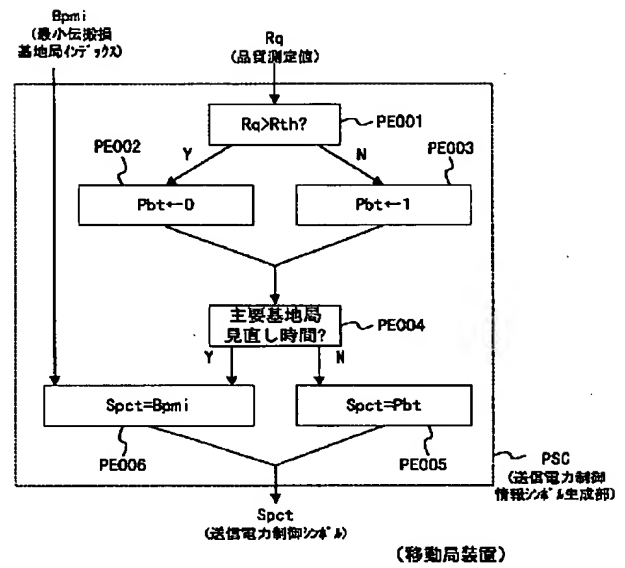 Bpmi
(最小伝搬損
基地局インデックス)
Rq
(品質測定値)
Rq>Rth?
PE001
PE002
Y
N
PE003
Pbt←0
Pbt←1
主要基地局
見直し時間?
PE004
Y
N
Spct=Bpmi
Spct=Pbt
PE006
PE005
PSC
(送信電力制御
情報シンボル生成部)
Spct
(送信電力制御シンボル)
(移動局装置)